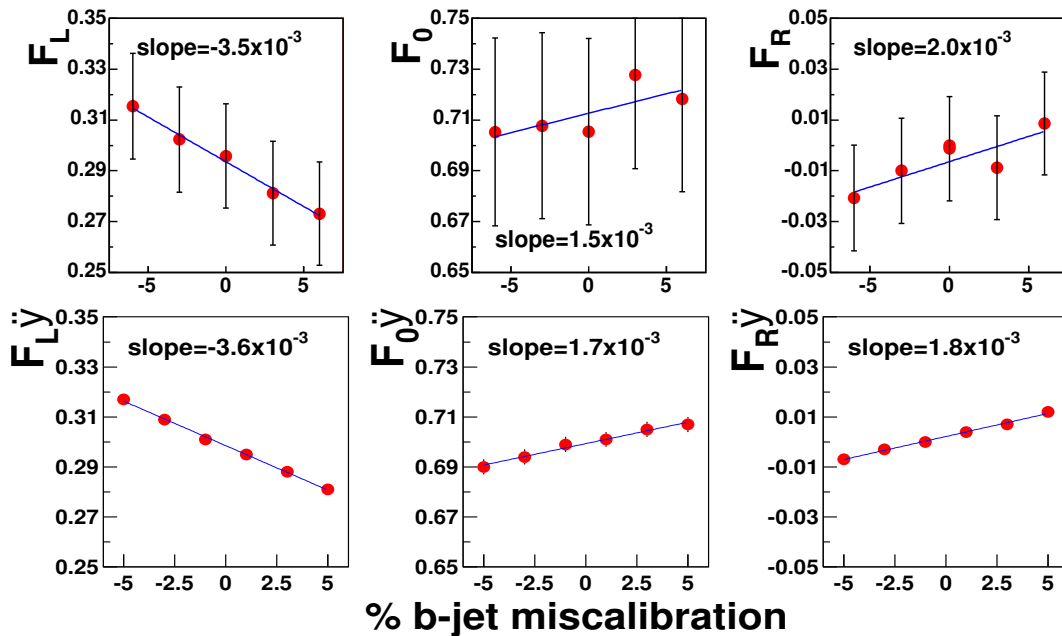 F_L
slope=-3.5x10^-3
0.35
0.33
0.31
0.29
0.27
0.25
-5 0 5
F_0
slope=1.5x10^-3
0.75
0.73
0.71
0.69
0.67
0.65
-5 0 5
F_R
slope=2.0x10^-3
0.05
0.03
0.01
-0.01
-0.03
-0.05
-5 0 5
F_Lÿ
slope=-3.6x10^-3
0.35
0.33
0.31
0.29
0.27
0.25
-5 -2.5 0 2.5 5
F_0ÿ
slope=1.7x10^-3
0.75
0.73
0.71
0.69
0.67
0.65
-5 -2.5 0 2.5 5
F_Rÿ
slope=1.8x10^-3
0.05
0.03
0.01
-0.01
-0.03
-0.05
-5 -2.5 0 2.5 5
% b-jet miscalibration